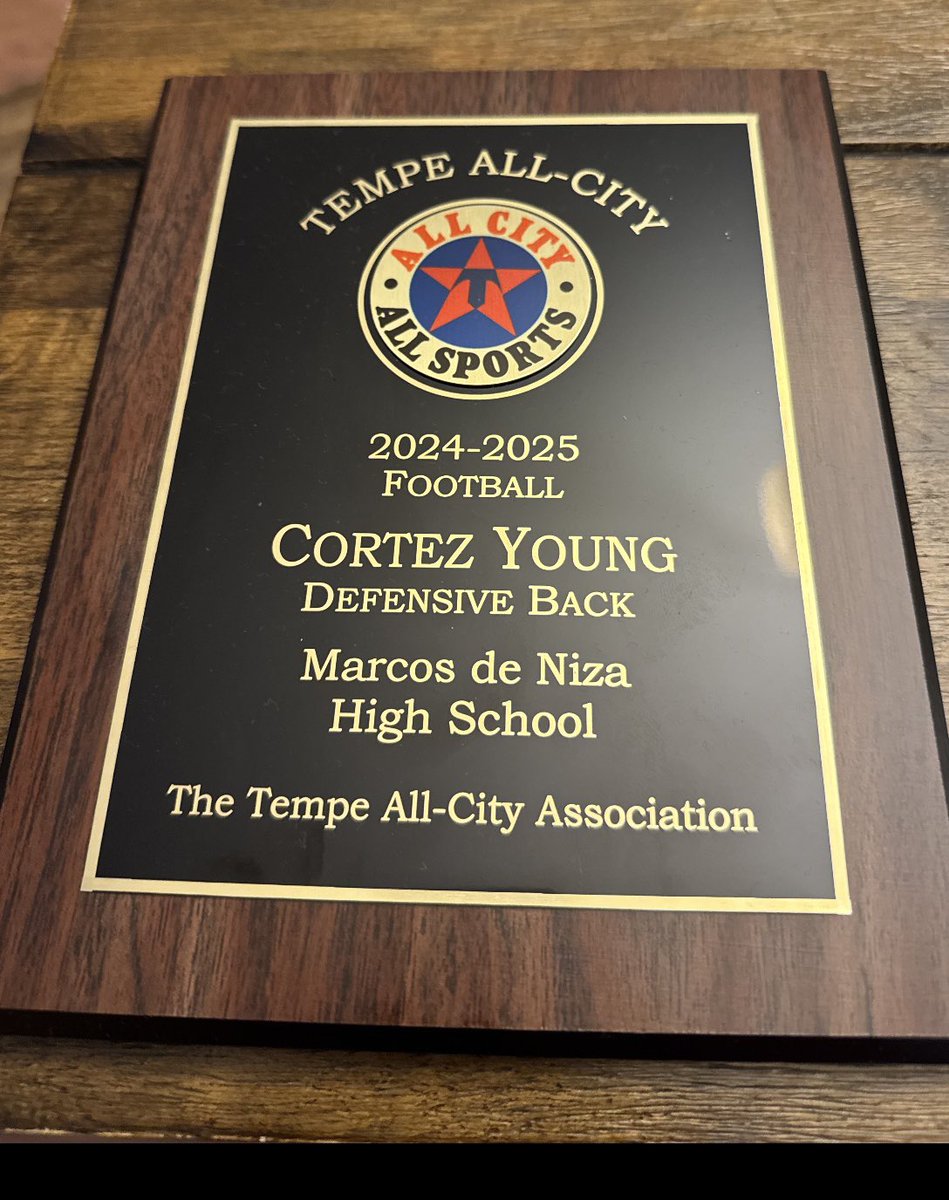 TEMPE ALL-CITY
ALL CITY
T
ALL SPORTS
2024-2025
FOOTBALL
CORTEZ YOUNG
DEFENSIVE BACK
Marcos de Niza
High School
The Tempe All-City Association